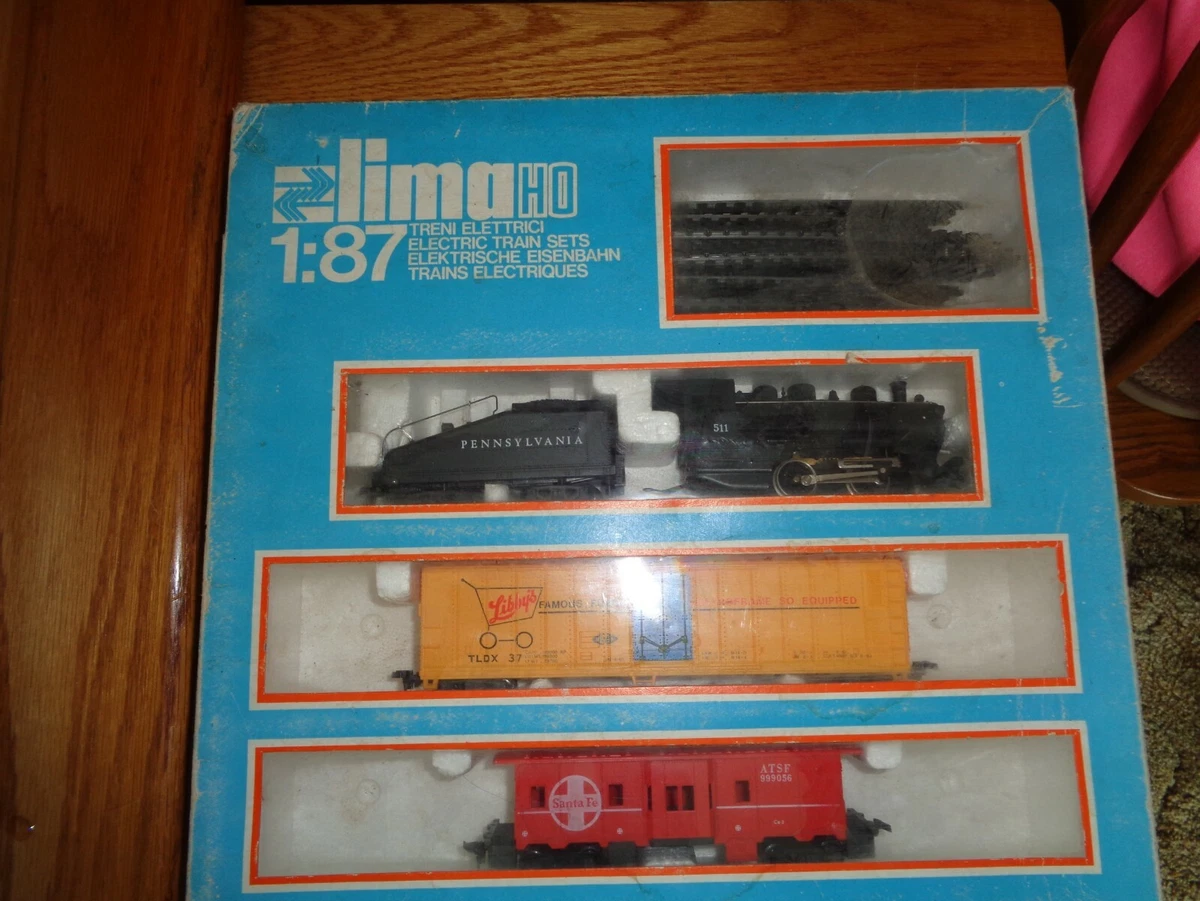 lima HO
1:87
TRENI ELETTRICI
ELECTRIC TRAIN SETS
ELEKTRISCHE EISENBAHN
TRAINS ELECTRIQUES
PENNSYLVANIA
511
Libby's
FAMOUS
SO EQUIPPED
TLDX 37
ATSF
999056
Santa Fe